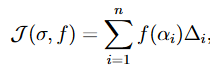 𝒥(σ, f) = ∑_{i=1}^{n} f(α_i)Δ_i,